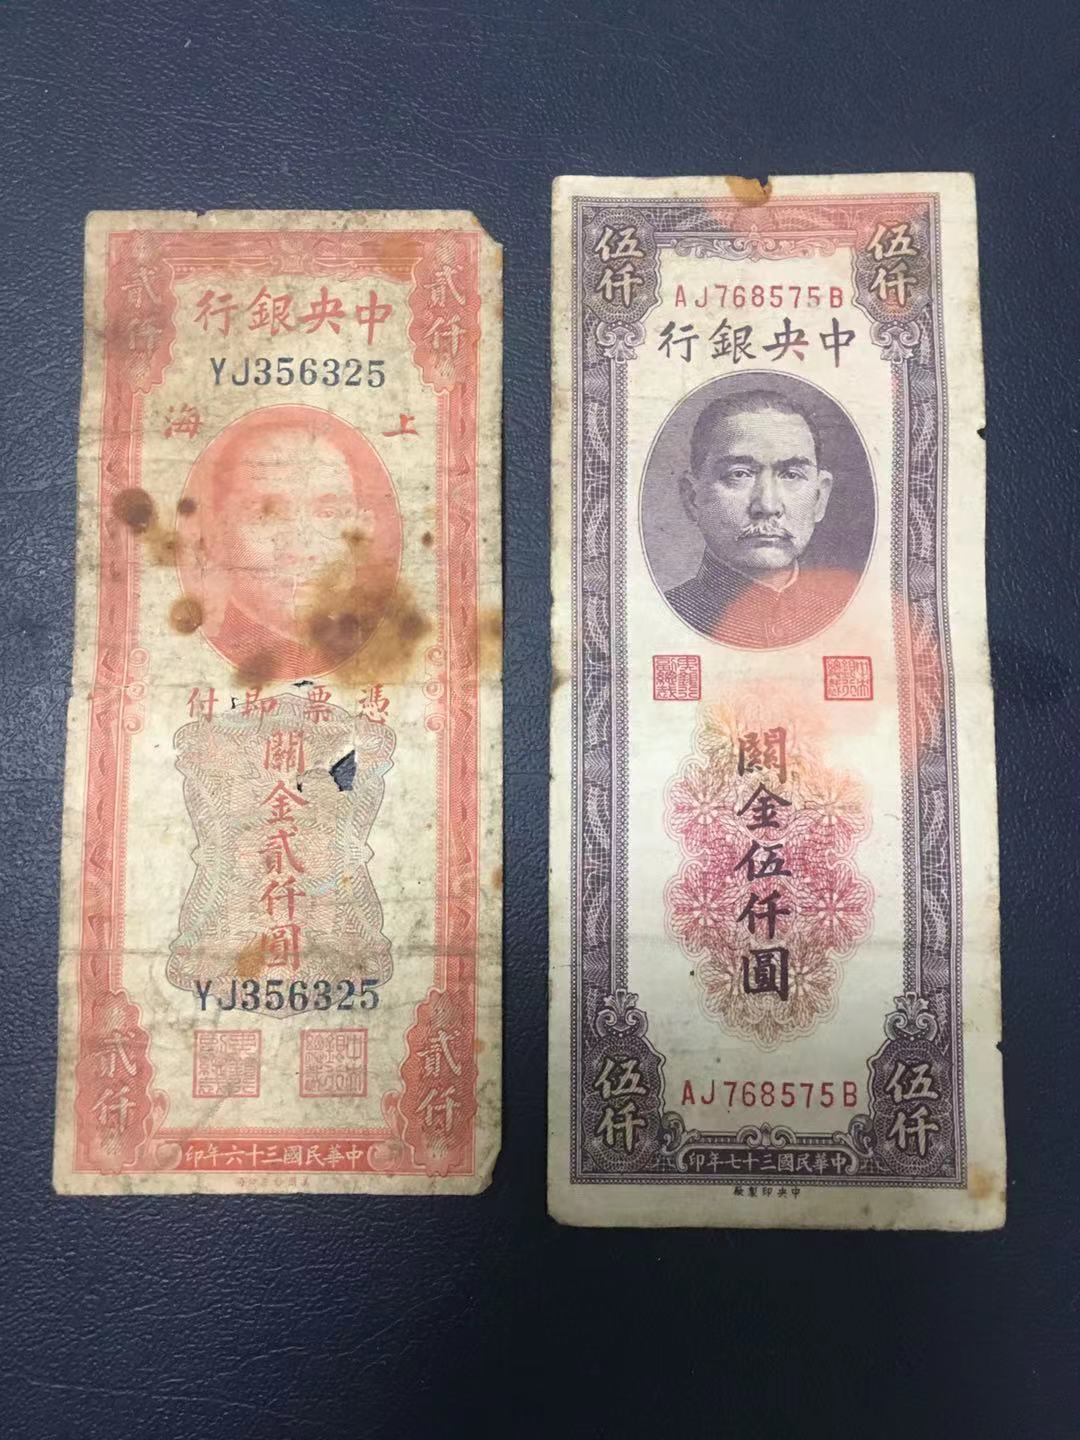 貳仟
貳仟
中央銀行
YJ356325
上海
憑票即付
關金貳仟圓
YJ356325
貳仟
貳仟
中華民國三十六年印
伍仟
伍仟
AJ768575B
中央銀行
關金伍仟圓
AJ768575B
伍仟
伍仟
中華民國三十七年印
中央印製廠